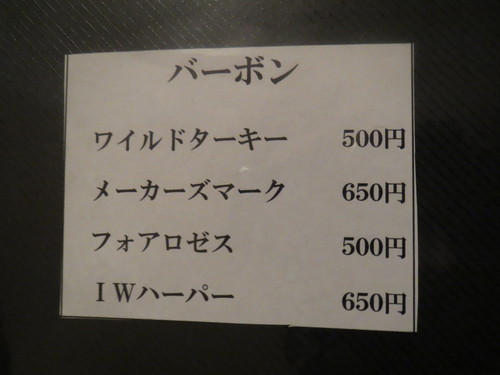 バーボン
ワイルドターキー 500円
メーカーズマーク 650円
フォアロゼス 500円
ＩＷハーパー 650円